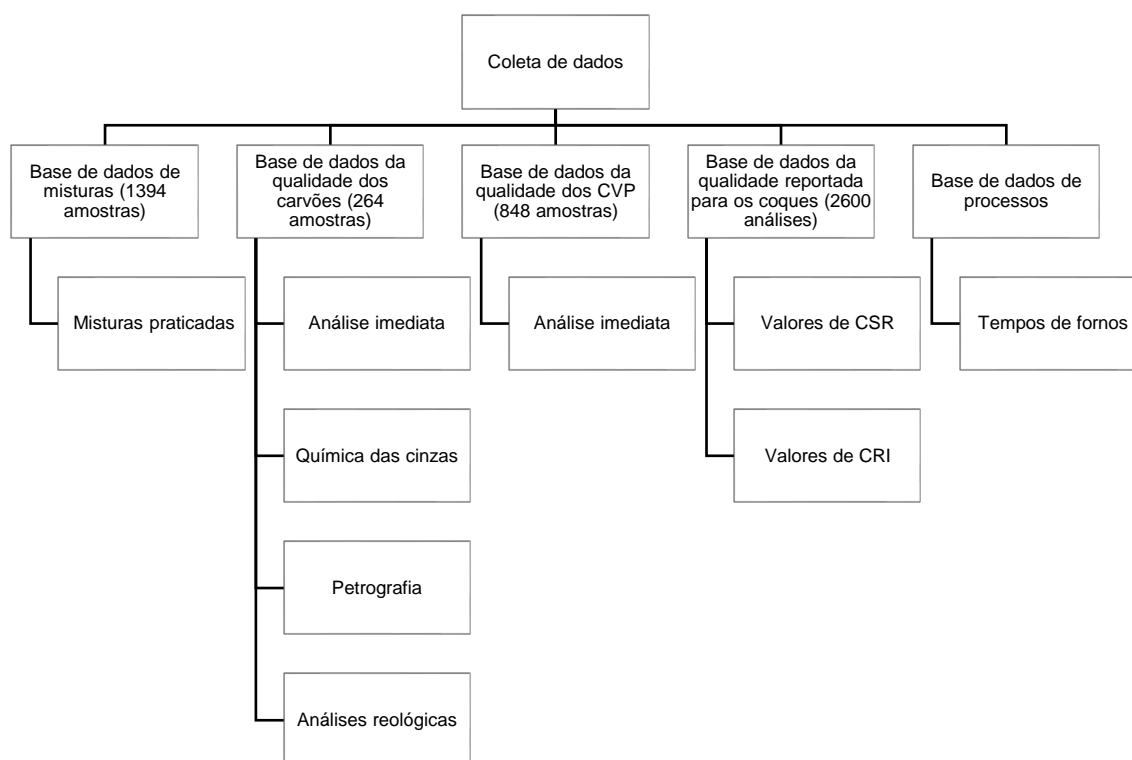 Coleta de dados
Base de dados de
misturas (1394
amostras)
Base de dados da
qualidade dos
carvões (264
amostras)
Base de dados da
qualidade dos CVP
(848 amostras)
Base de dados da
qualidade reportada
para os coques (2600
análises)
Base de dados de
processos
Misturas praticadas
Análise imediata
Análise imediata
Valores de CSR
Tempos de fornos
Química das cinzas
Valores de CRI
Petrografia
Análises reológicas